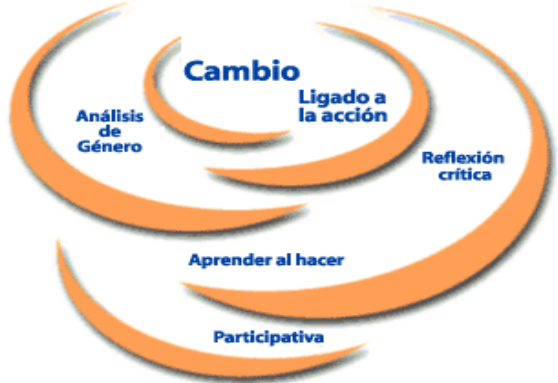 Cambio
Ligado a
la acción
Análisis
de
Género
Reflexión
crítica
Aprender al hacer
Participativa